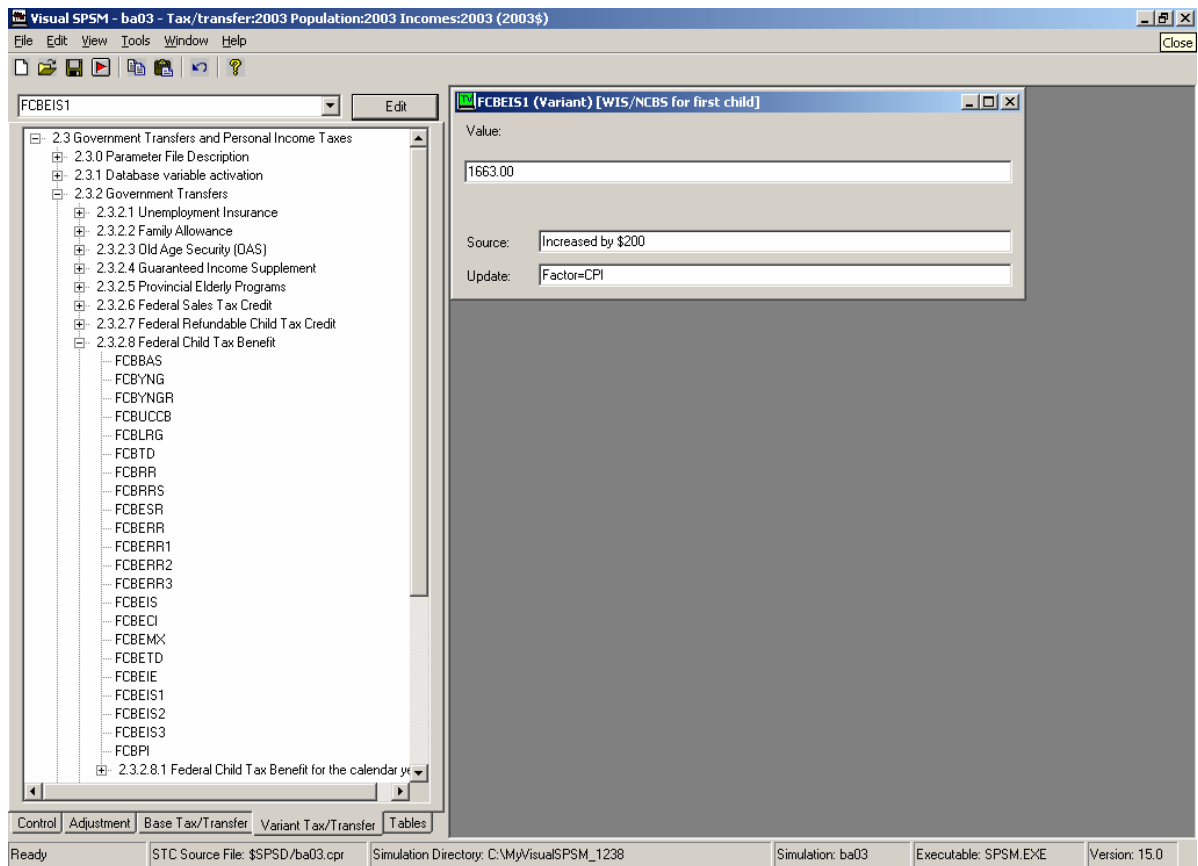 Visual SPSM - ba03 - Tax/transfer:2003 Population:2003 Incomes:2003 (2003$)
File Edit View Tools Window Help
Close
FCBEIS1
Edit
2.3 Government Transfers and Personal Income Taxes
2.3.0 Parameter File Description
2.3.1 Database variable activation
2.3.2 Government Transfers
2.3.2.1 Unemployment Insurance
2.3.2.2 Family Allowance
2.3.2.3 Old Age Security (OAS)
2.3.2.4 Guaranteed Income Supplement
2.3.2.5 Provincial Elderly Programs
2.3.2.6 Federal Sales Tax Credit
2.3.2.7 Federal Refundable Child Tax Credit
2.3.2.8 Federal Child Tax Benefit
FCBBAS
FCBYNG
FCBYNGR
FCBUCCB
FCBLRG
FCBTD
FCBRR
FCBRRS
FCBESR
FCBERR
FCBERR1
FCBERR2
FCBERR3
FCBEIS
FCBECI
FCBEMX
FCBETD
FCBEIE
FCBEIS1
FCBEIS2
FCBEIS3
FCBPI
2.3.2.8.1 Federal Child Tax Benefit for the calendar ye
Control Adjustment Base Tax/Transfer Variant Tax/Transfer Tables
TV FCBEIS1 (Variant) [WIS/NCBS for first child]
Value:
1663.00
Source: Increased by $200
Update: Factor=CPI
Ready STC Source File: $SPSD/ba03.cpr Simulation Directory: C:\MyVisualSPSM_1238 Simulation: ba03 Executable: SPSM.EXE Version: 15.0